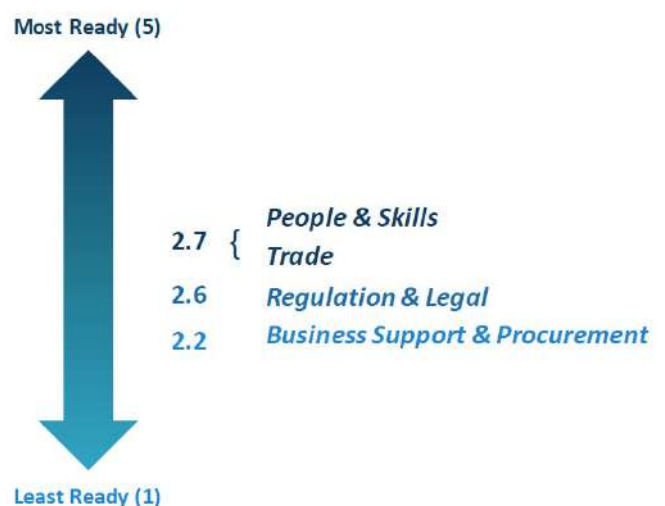 Most Ready (5)
2.7 { People & Skills
Trade
2.6 Regulation & Legal
2.2 Business Support & Procurement
Least Ready (1)